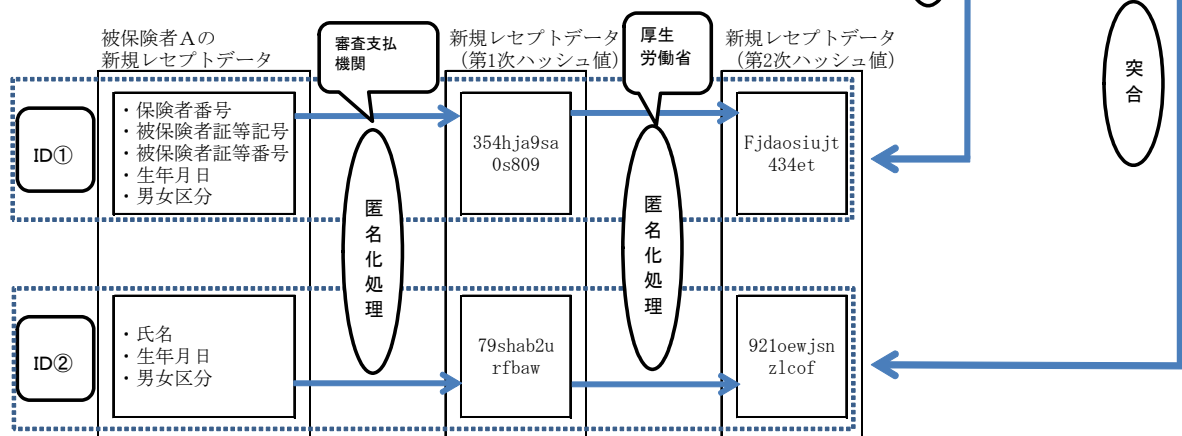 被保険者Aの
新規レセプトデータ
審査支払
機関
新規レセプトデータ
(第1次ハッシュ値)
厚生
労働省
新規レセプトデータ
(第2次ハッシュ値)
突
合
ID①
・保険者番号
・被保険者証等記号
・被保険者証等番号
・生年月日
・男女区分
匿
名
化
処
理
354hja9sa
0s809
匿
名
化
処
理
Fjdaosiujt
434et
ID②
・氏名
・生年月日
・男女区分
79shab2u
rfbaw
921oewjsn
zlcof